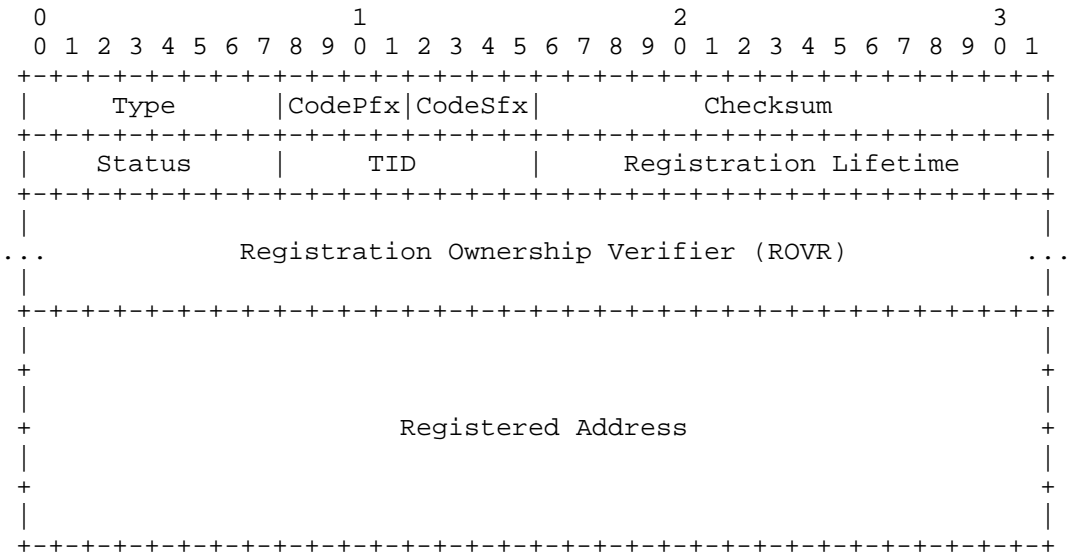 0                   1                   2                   3
 0 1 2 3 4 5 6 7 8 9 0 1 2 3 4 5 6 7 8 9 0 1 2 3 4 5 6 7 8 9 0 1
+-+-+-+-+-+-+-+-+-+-+-+-+-+-+-+-+-+-+-+-+-+-+-+-+-+-+-+-+-+-+-+-+
|     Type      |CodePfx|CodeSfx|          Checksum             |
+-+-+-+-+-+-+-+-+-+-+-+-+-+-+-+-+-+-+-+-+-+-+-+-+-+-+-+-+-+-+-+-+
|    Status     |     TID       |     Registration Lifetime     |
+-+-+-+-+-+-+-+-+-+-+-+-+-+-+-+-+-+-+-+-+-+-+-+-+-+-+-+-+-+-+-+-+
|                                                               |
...            Registration Ownership Verifier (ROVR)           ...
|                                                               |
+-+-+-+-+-+-+-+-+-+-+-+-+-+-+-+-+-+-+-+-+-+-+-+-+-+-+-+-+-+-+-+-+
|                                                               |
+                                                               +
|                                                               |
+                       Registered Address                      +
|                                                               |
+                                                               +
|                                                               |
+-+-+-+-+-+-+-+-+-+-+-+-+-+-+-+-+-+-+-+-+-+-+-+-+-+-+-+-+-+-+-+-+